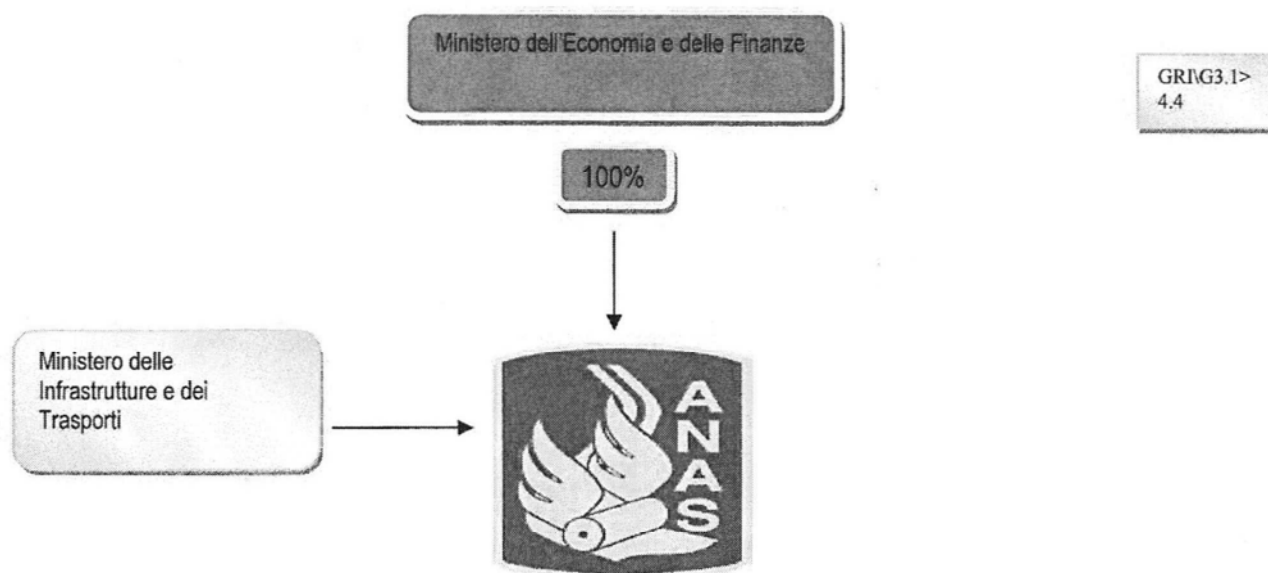 Ministero dell'Economia e delle Finanze
GRI\G3.1>
4.4
100%
Ministero delle
Infrastrutture e dei
Trasporti
ANAS